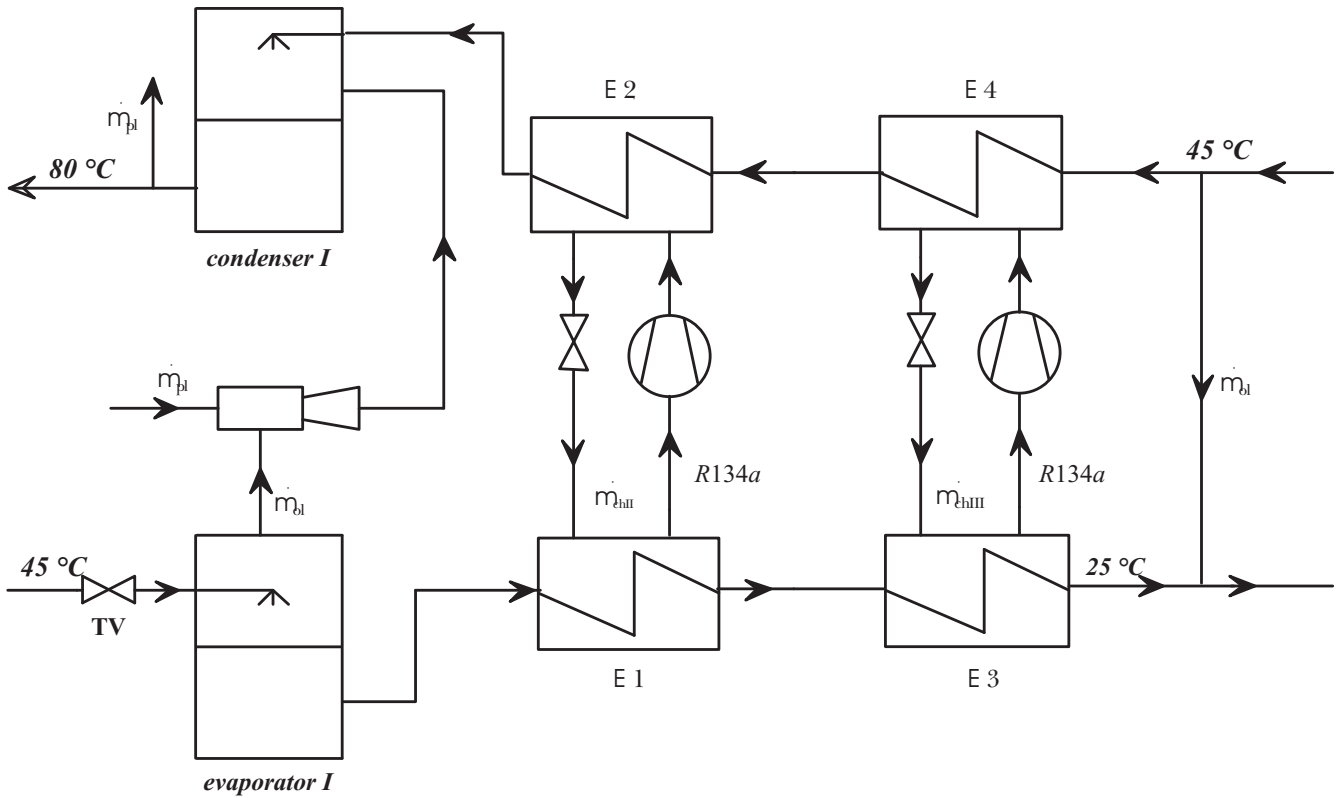 E 2
E 4
ṁpl
80 °C
45 °C
condenser I
ṁpl
ṁol
R134a
R134a
ṁol
ṁchII
ṁchIII
45 °C
25 °C
TV
E 1
E 3
evaporator I